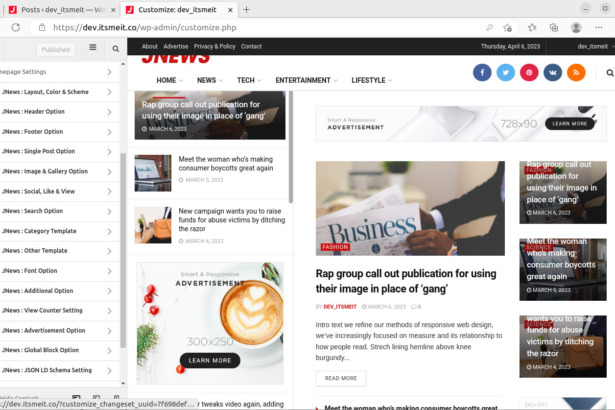 Posts ‹ dev_itsmeit — Wo
Customize: dev_itsmeit
https://dev.itsmeit.co/wp-admin/customize.php
Published
mepage Settings
JNews : Layout, Color & Scheme
JNews : Header Option
JNews : Footer Option
JNews : Single Post Option
JNews : Image & Gallery Option
JNews : Social, Like & View
JNews : Search Option
JNews : Category Template
JNews : Other Template
JNews : Font Option
JNews : Additional Option
JNews : View Counter Setting
JNews : Advertisement Option
JNews : Global Block Option
JNews : JSON LD Schema Setting
Hide Controls
://dev.itsmeit.co/?customize_changeset_uuid=7f698def...
About Advertise Privacy & Policy Contact
Thursday, April 6, 2023
dev_itsmeit
JNEWS
HOME NEWS TECH ENTERTAINMENT LIFESTYLE
Rap group call out publication for
using their image in place of 'gang'
MARCH 6, 2023
Meet the woman who's making
consumer boycotts great again
MARCH 5, 2023
New campaign wants you to raise
funds for abuse victims by ditching
the razor
MARCH 4, 2023
Smart & Responsive
ADVERTISEMENT
300x250
LEARN MORE
r tweaks video again, adding
Smart & Responsive
ADVERTISEMENT
728x90
LEARN MORE
Business
FASHION
Rap group call out publication for using
their image in place of 'gang'
BY DEV_ITSMEIT MARCH 6, 2023 0
Intro text we refine our methods of responsive web design,
we've increasingly focused on measure and its relationship to
how people read. Strech lining hemline above knee
burgundy...
READ MORE
Meet the woman who's making consumer boycotts
Rap group call out
FASHION
publication for
using their image in
place of 'gang'
MARCH 6, 2023
Meet the woman
SCIENCE
who's making
consumer boycotts
great again
MARCH 5, 2023
wants you to raise
SCIENCE
funds for abuse
victims by ditching
the razor
MARCH 4, 2023
345x345